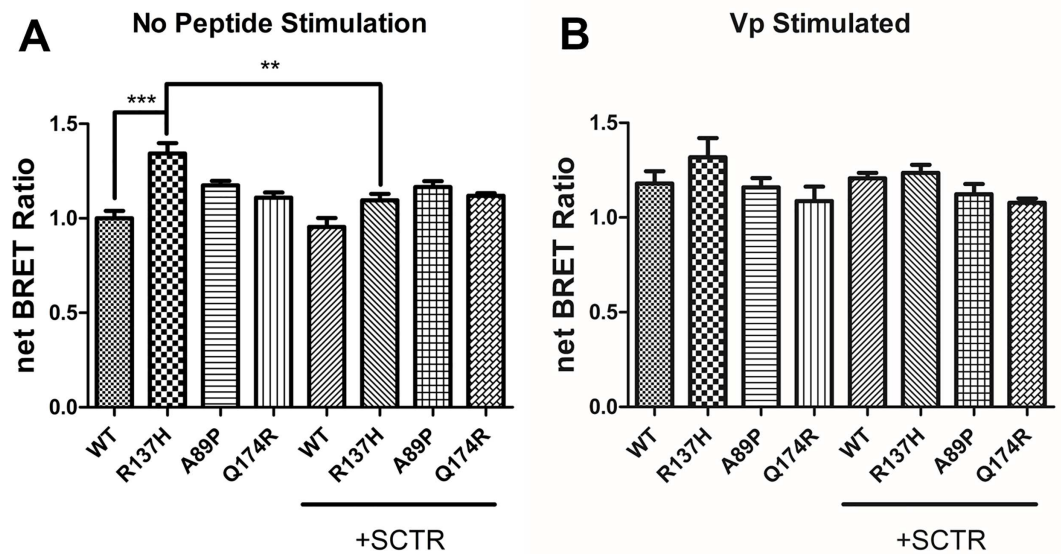 A
No Peptide Stimulation
**
***
net BRET Ratio
1.5
1.0
0.5
0.0
WT
R137H
A89P
Q174R
WT
R137H
A89P
Q174R
+SCTR
B
Vp Stimulated
net BRET Ratio
1.5
1.0
0.5
0.0
WT
R137H
A89P
Q174R
WT
R137H
A89P
Q174R
+SCTR